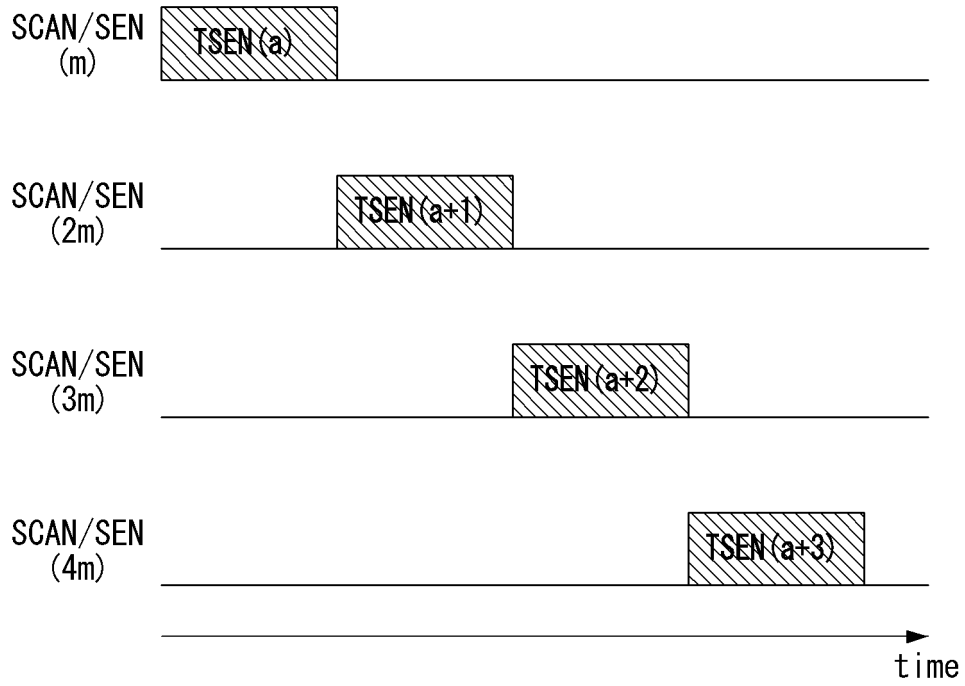 SCAN/SEN
(m)
TSEN(a)
SCAN/SEN
(2m)
TSEN(a+1)
SCAN/SEN
(3m)
TSEN(a+2)
SCAN/SEN
(4m)
TSEN(a+3)
time